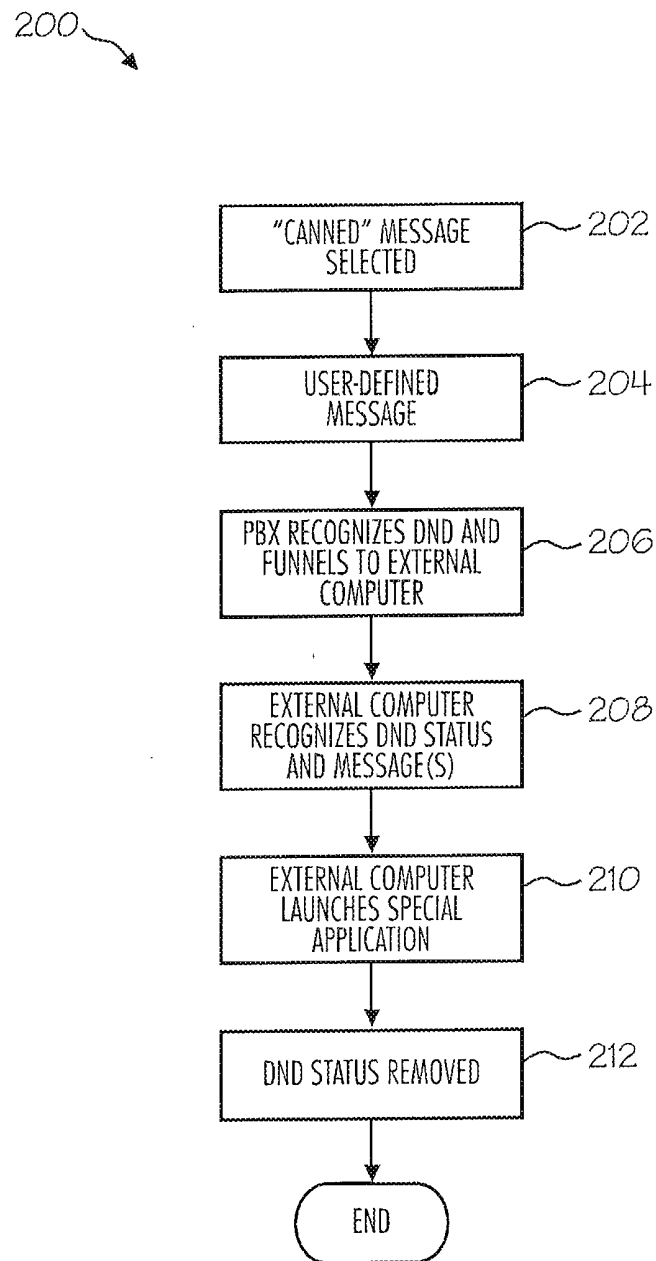 200
"CANNED" MESSAGE
SELECTED
202
USER-DEFINED
MESSAGE
204
PBX RECOGNIZES DND AND
FUNNELS TO EXTERNAL
COMPUTER
206
EXTERNAL COMPUTER
RECOGNIZES DND STATUS
AND MESSAGE(S)
208
EXTERNAL COMPUTER
LAUNCHES SPECIAL
APPLICATION
210
DND STATUS REMOVED
212
END